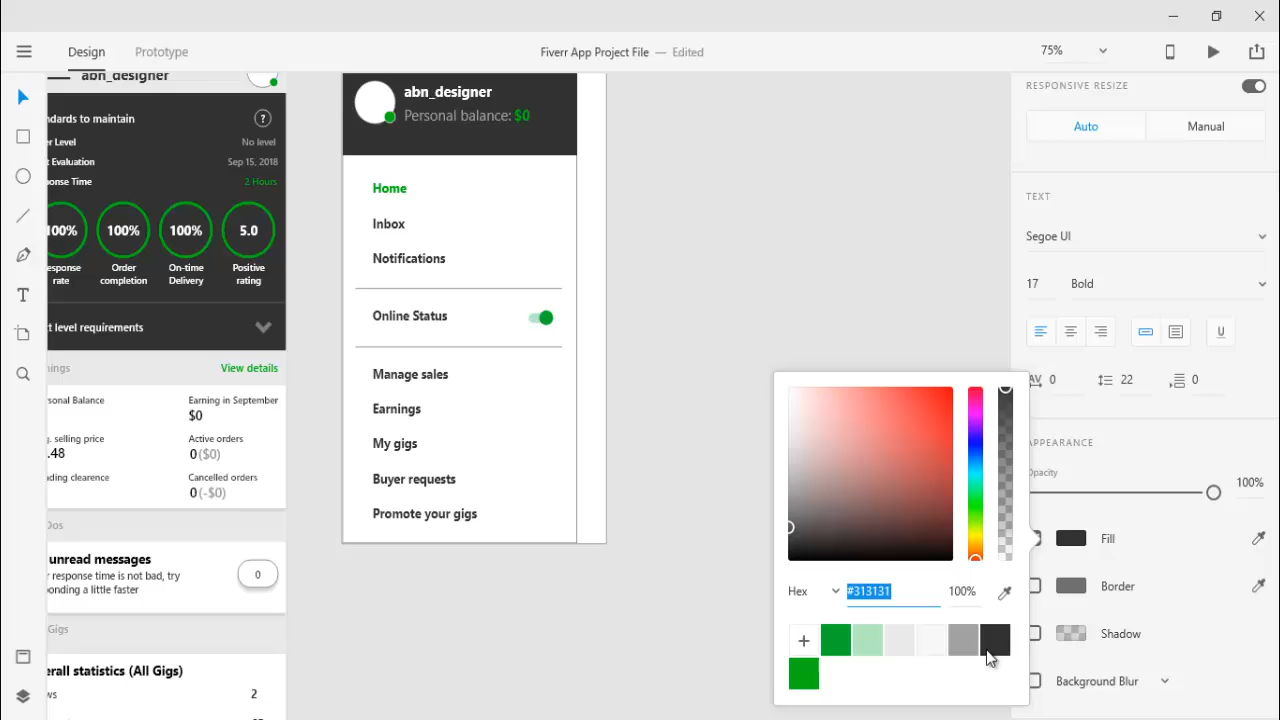 Design
Prototype
Fiverr App Project File — Edited
75%
abn_designer
ndards to maintain
?
er Level
No level
t Evaluation
Sep 15, 2018
onse Time
2 Hours
100%
100%
100%
5.0
esponse
rate
Order
completion
On-time
Delivery
Positive
rating
t level requirements
nings
View details
sonal Balance
Earning in September
$0
g. selling price
.48
Active orders
0($0)
ding clearence
Cancelled orders
0(-$0)
Dos
unread messages
r response time is not bad, try
onding a little faster
0
Gigs
erall statistics (All Gigs)
ws
2
abn_designer
Personal balance: $0
Home
Inbox
Notifications
Online Status
Manage sales
Earnings
My gigs
Buyer requests
Promote your gigs
Hex
#313131
100%
+
RESPONSIVE RESIZE
Auto
Manual
TEXT
Segoe UI
17
Bold
U
AV 0
22
0
APPEARANCE
Opacity
100%
Fill
Border
Shadow
Background Blur